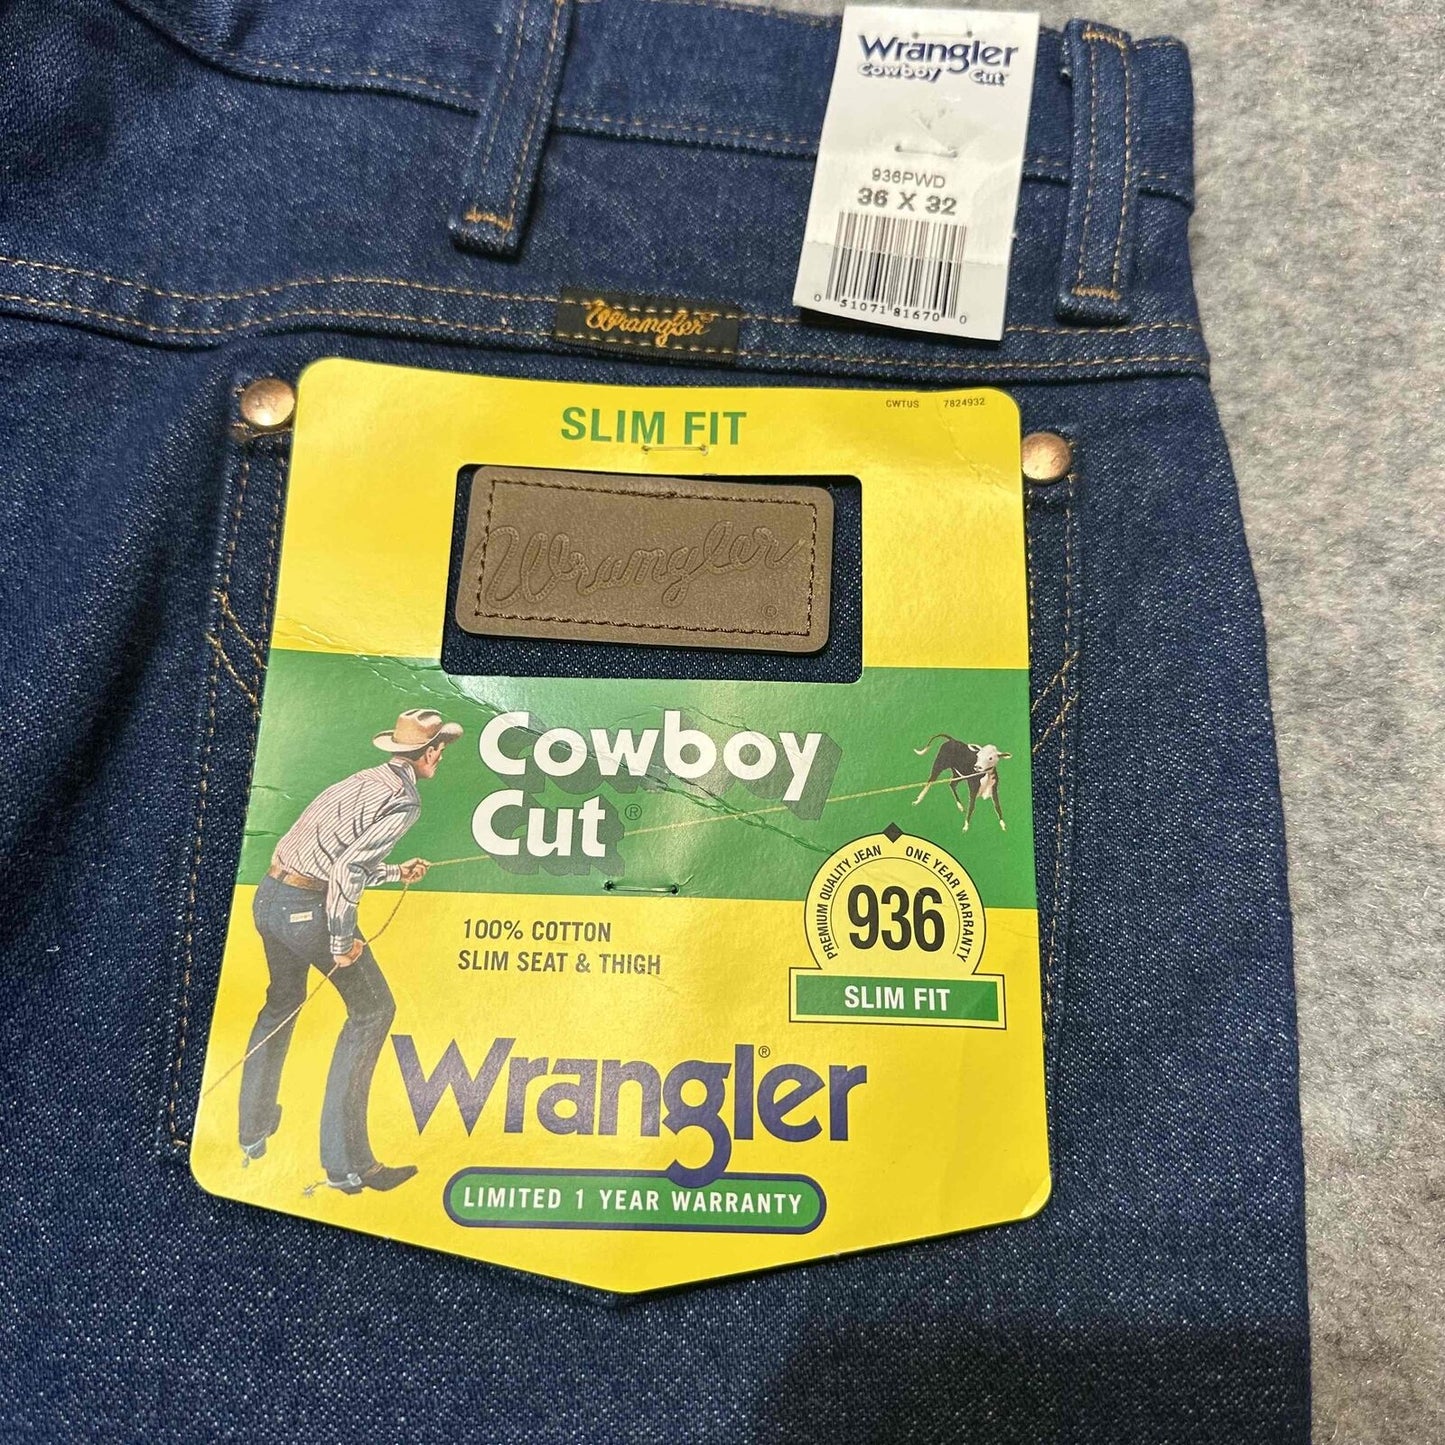 Wrangler
Cowboy Cut
936PWD
36 X 32
0 51071 81670 0
Wrangler
CWTUS 7824932
SLIM FIT
Wrangler
©
Cowboy
Cut®
PREMIUM QUALITY JEAN ONE YEAR WARRANTY
936
SLIM FIT
100% COTTON
SLIM SEAT & THIGH
Wrangler®
LIMITED 1 YEAR WARRANTY